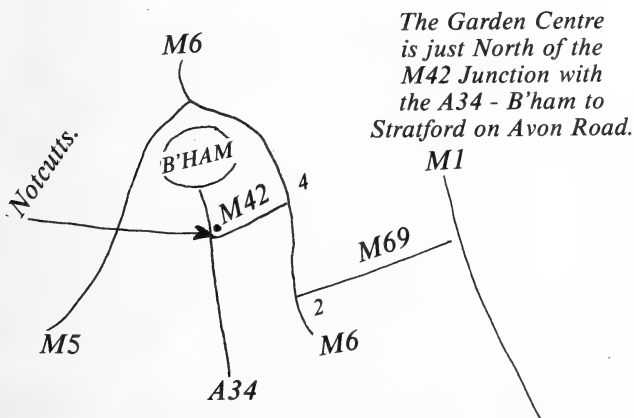 The Garden Centre
is just North of the
M42 Junction with
the A34 - B'ham to
Stratford on Avon Road.
M6
M1
B'HAM
Notcutts.
4
M42
M69
2
M5
M6
A34